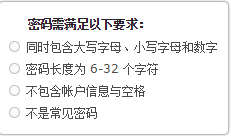 密码需满足以下要求：
同时包含大写字母、小写字母和数字
密码长度为 6-32 个字符
不包含帐户信息与空格
不是常见密码